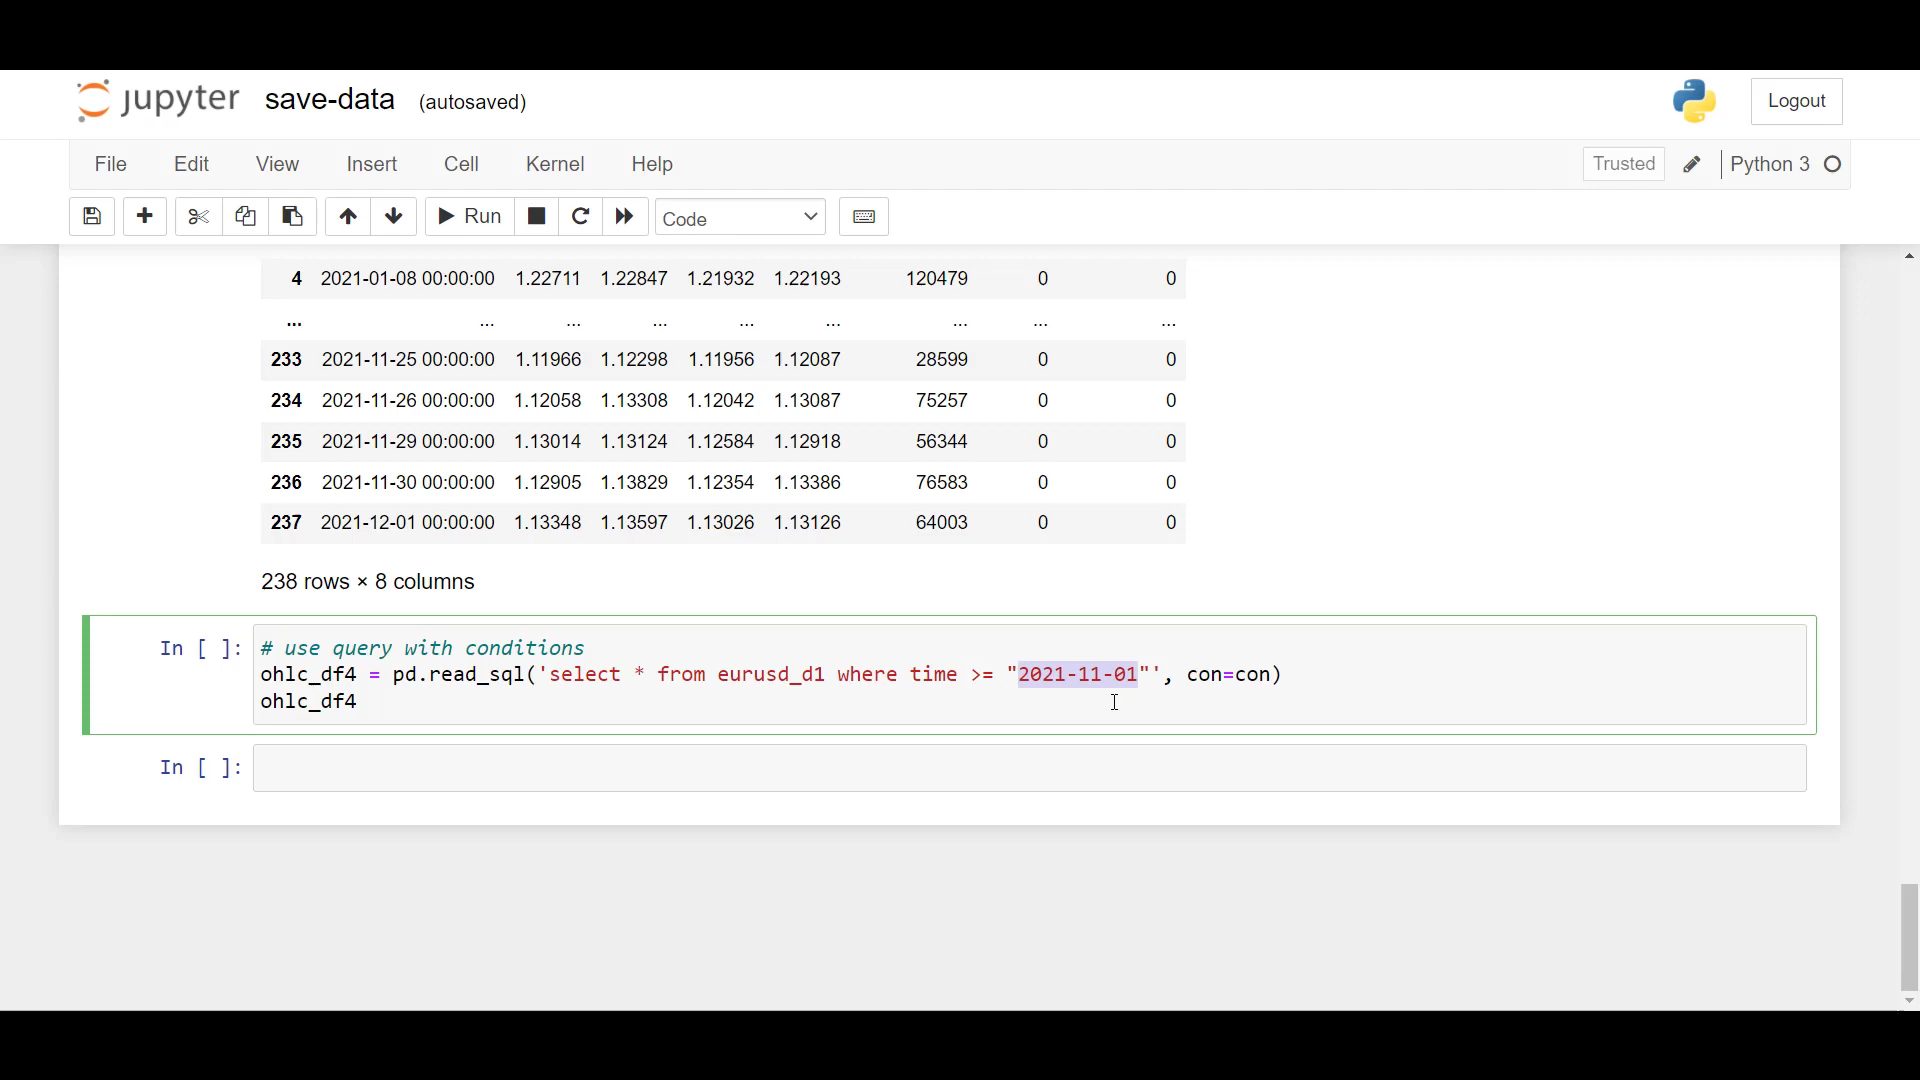 jupyter save-data (autosaved) Logout
File Edit View Insert Cell Kernel Help Trusted Python 3
Run Code
4 2021-01-08 00:00:00 1.22711 1.22847 1.21932 1.22193 120479 0 0
... ... ... ... ... ... ... ... ...
233 2021-11-25 00:00:00 1.11966 1.12298 1.11956 1.12087 28599 0 0
234 2021-11-26 00:00:00 1.12058 1.13308 1.12042 1.13087 75257 0 0
235 2021-11-29 00:00:00 1.13014 1.13124 1.12584 1.12918 56344 0 0
236 2021-11-30 00:00:00 1.12905 1.13829 1.12354 1.13386 76583 0 0
237 2021-12-01 00:00:00 1.13348 1.13597 1.13026 1.13126 64003 0 0
238 rows × 8 columns
In [ ]: # use query with conditions
ohlc_df4 = pd.read_sql('select * from eurusd_d1 where time >= "2021-11-01"', con=con)
ohlc_df4
In [ ]: